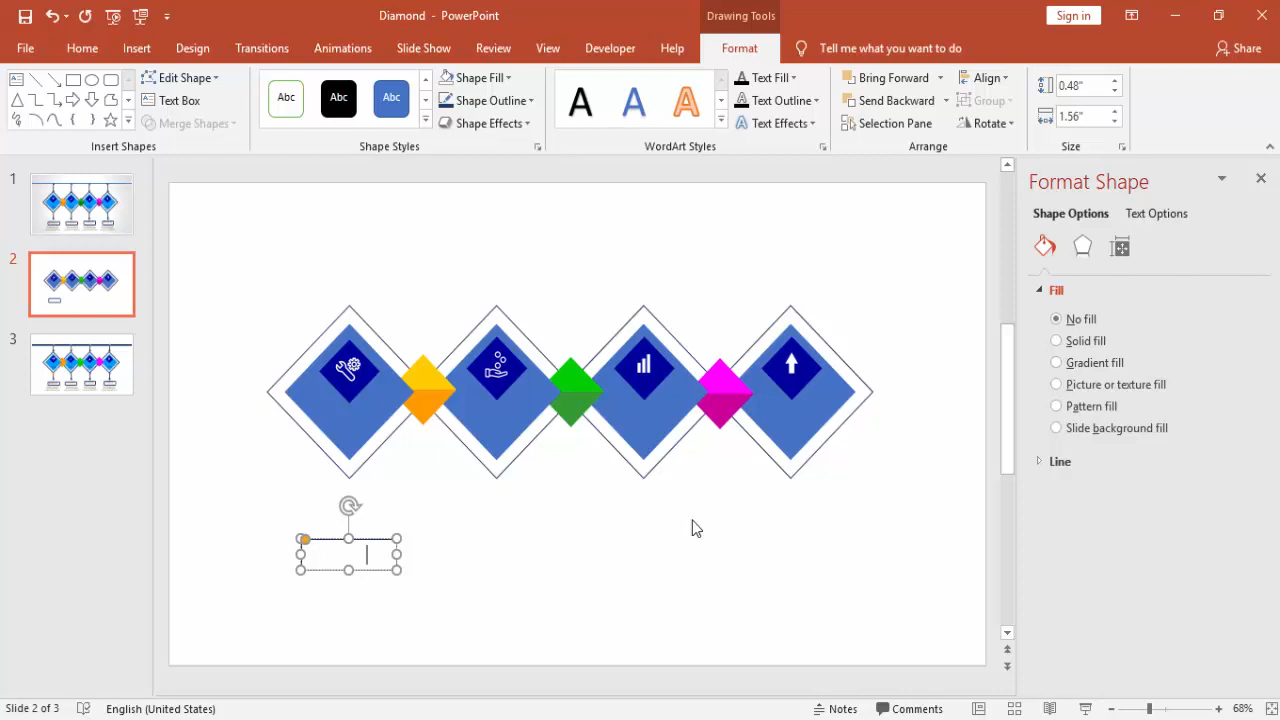 Diamond - PowerPoint
Drawing Tools
Sign in
File
Home
Insert
Design
Transitions
Animations
Slide Show
Review
View
Developer
Help
Format
Tell me what you want to do
Share
Edit Shape
Text Box
Merge Shapes
Insert Shapes
Abc
Abc
Abc
Shape Fill
Shape Outline
Shape Effects
Shape Styles
A
A
A
Text Fill
Text Outline
Text Effects
WordArt Styles
Bring Forward
Send Backward
Selection Pane
Align
Group
Rotate
Arrange
0.48"
1.56"
Size
1
2
3
Format Shape
Shape Options
Text Options
Fill
No fill
Solid fill
Gradient fill
Picture or texture fill
Pattern fill
Slide background fill
Line
Slide 2 of 3
English (United States)
Notes
Comments
68%